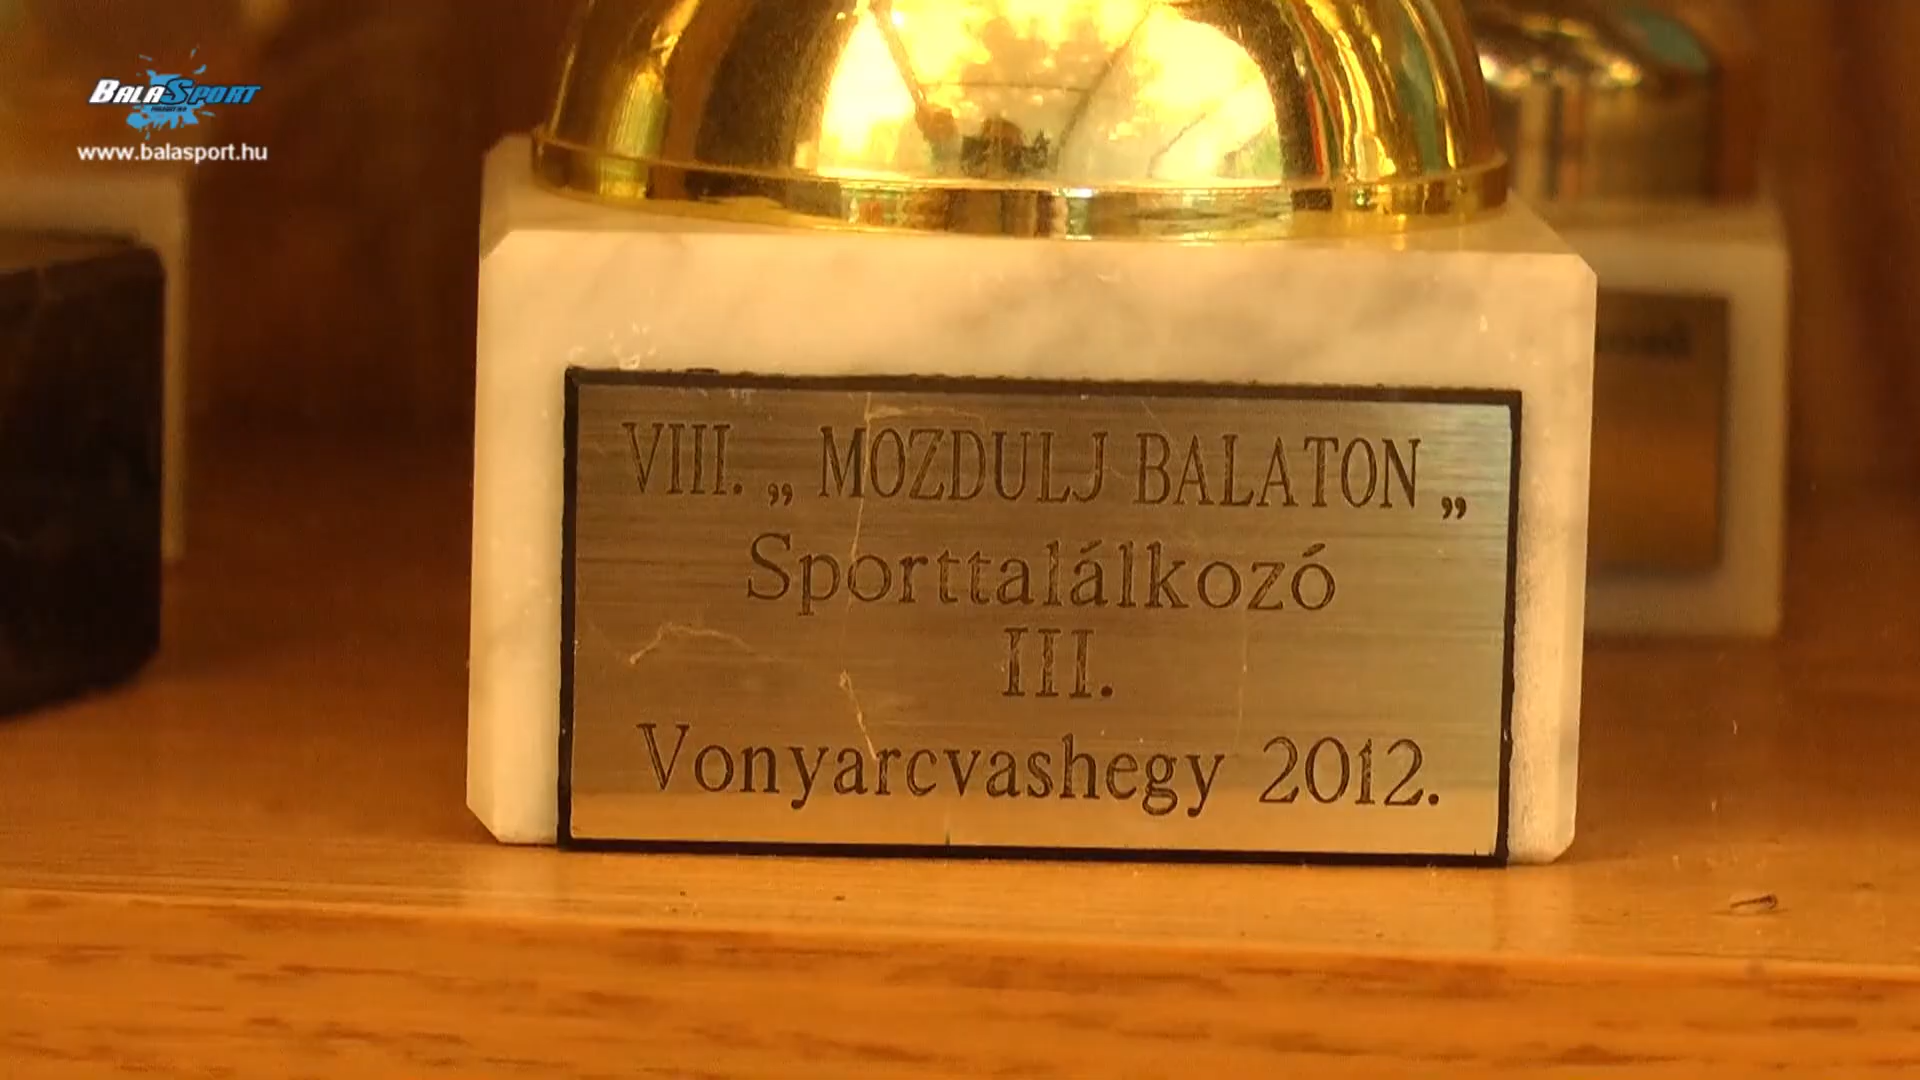 BALASPORT
www.balasport.hu
VIII. „ MOZDULJ BALATON „
Sporttalálkozó
III.
Vonyarcvashegy 2012.